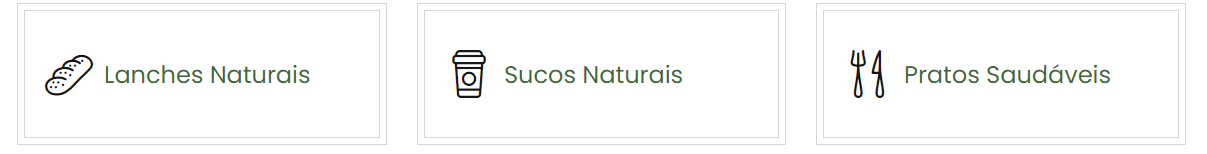 Lanches Naturais
Sucos Naturais
Pratos Saudáveis